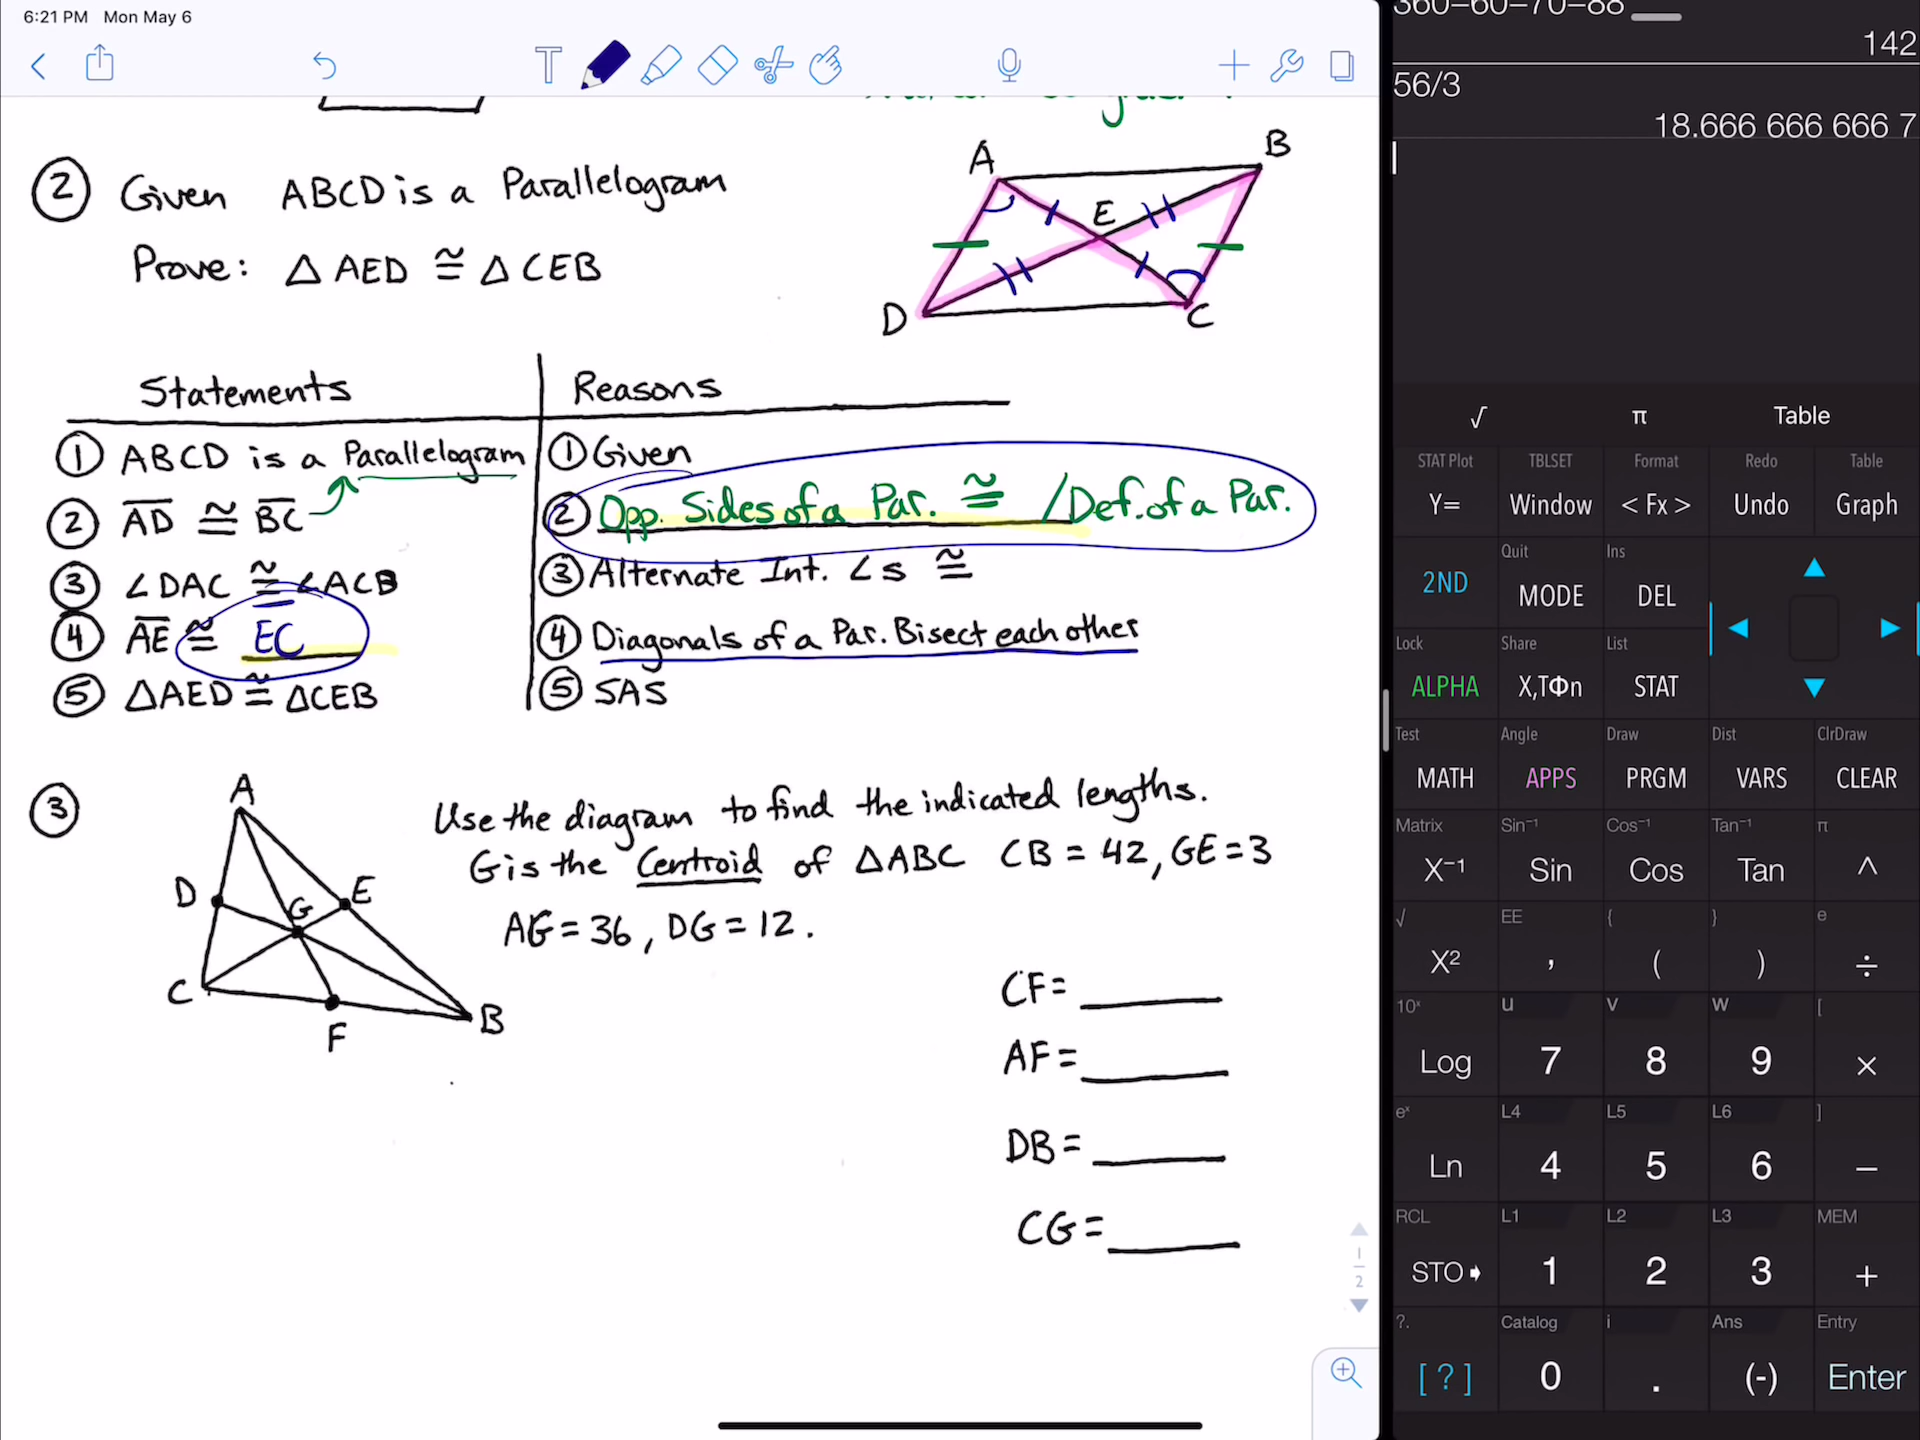 6:21 PM Mon May 6
② Given ABCD is a Parallelogram
Prove: △AED ≅ △CEB
A
B
E
D
C
Statements
Reasons
① ABCD is a Parallelogram
① Given
② AD ≅ BC
② Opp. Sides of a Par. ≅ /Def. of a Par.
③ ∠DAC ≅ ∠ACB
③ Alternate Int. ∠s ≅
④ AE ≅ EC
④ Diagonals of a Par. Bisect each other
⑤ △AED ≅ △CEB
⑤ SAS
③
A
D
G
E
C
F
B
Use the diagram to find the indicated lengths.
G is the Centroid of △ABC CB = 42, GE = 3
AG = 36, DG = 12.
CF =
AF =
DB =
CG =
1
2
360–60–70–88
142
56/3
18.666 666 666 7
√ π Table
STAT Plot TBLSET Format Redo Table
Y= Window < Fx > Undo Graph
Quit Ins
2ND MODE DEL
Lock Share List
ALPHA X,TΦn STAT
Test Angle Draw Dist ClrDraw
MATH APPS PRGM VARS CLEAR
Matrix Sin⁻¹ Cos⁻¹ Tan⁻¹ π
X⁻¹ Sin Cos Tan ^
√ EE { } e
X² , ( ) ÷
10ˣ u v w [
Log 7 8 9 ×
eˣ L4 L5 L6 ]
Ln 4 5 6 –
RCL L1 L2 L3 MEM
STO➧ 1 2 3 +
?. Catalog i Ans Entry
[ ? ] 0 . (-) Enter